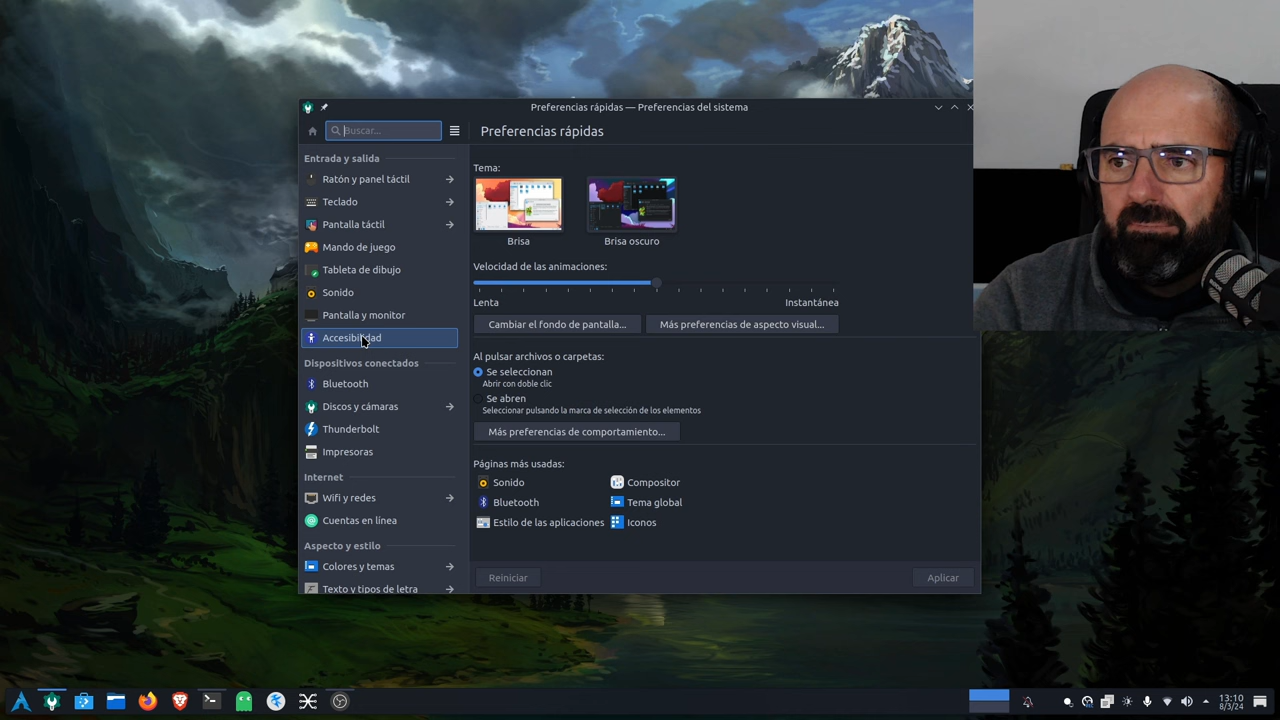 Preferencias rápidas — Preferencias del sistema
Buscar...
Preferencias rápidas
Entrada y salida
Ratón y panel táctil
Teclado
Pantalla táctil
Mando de juego
Tableta de dibujo
Sonido
Pantalla y monitor
Accesibilidad
Dispositivos conectados
Bluetooth
Discos y cámaras
Thunderbolt
Impresoras
Internet
Wifi y redes
Cuentas en línea
Aspecto y estilo
Colores y temas
Texto y tipos de letra
Tema:
Brisa
Brisa oscuro
Velocidad de las animaciones:
Lenta
Instantánea
Cambiar el fondo de pantalla...
Más preferencias de aspecto visual...
Al pulsar archivos o carpetas:
Se seleccionan
Abrir con doble clic
Se abren
Seleccionar pulsando la marca de selección de los elementos
Más preferencias de comportamiento...
Páginas más usadas:
Sonido
Compositor
Bluetooth
Tema global
Estilo de las aplicaciones
Iconos
Reiniciar
Aplicar
13:10
8/3/24